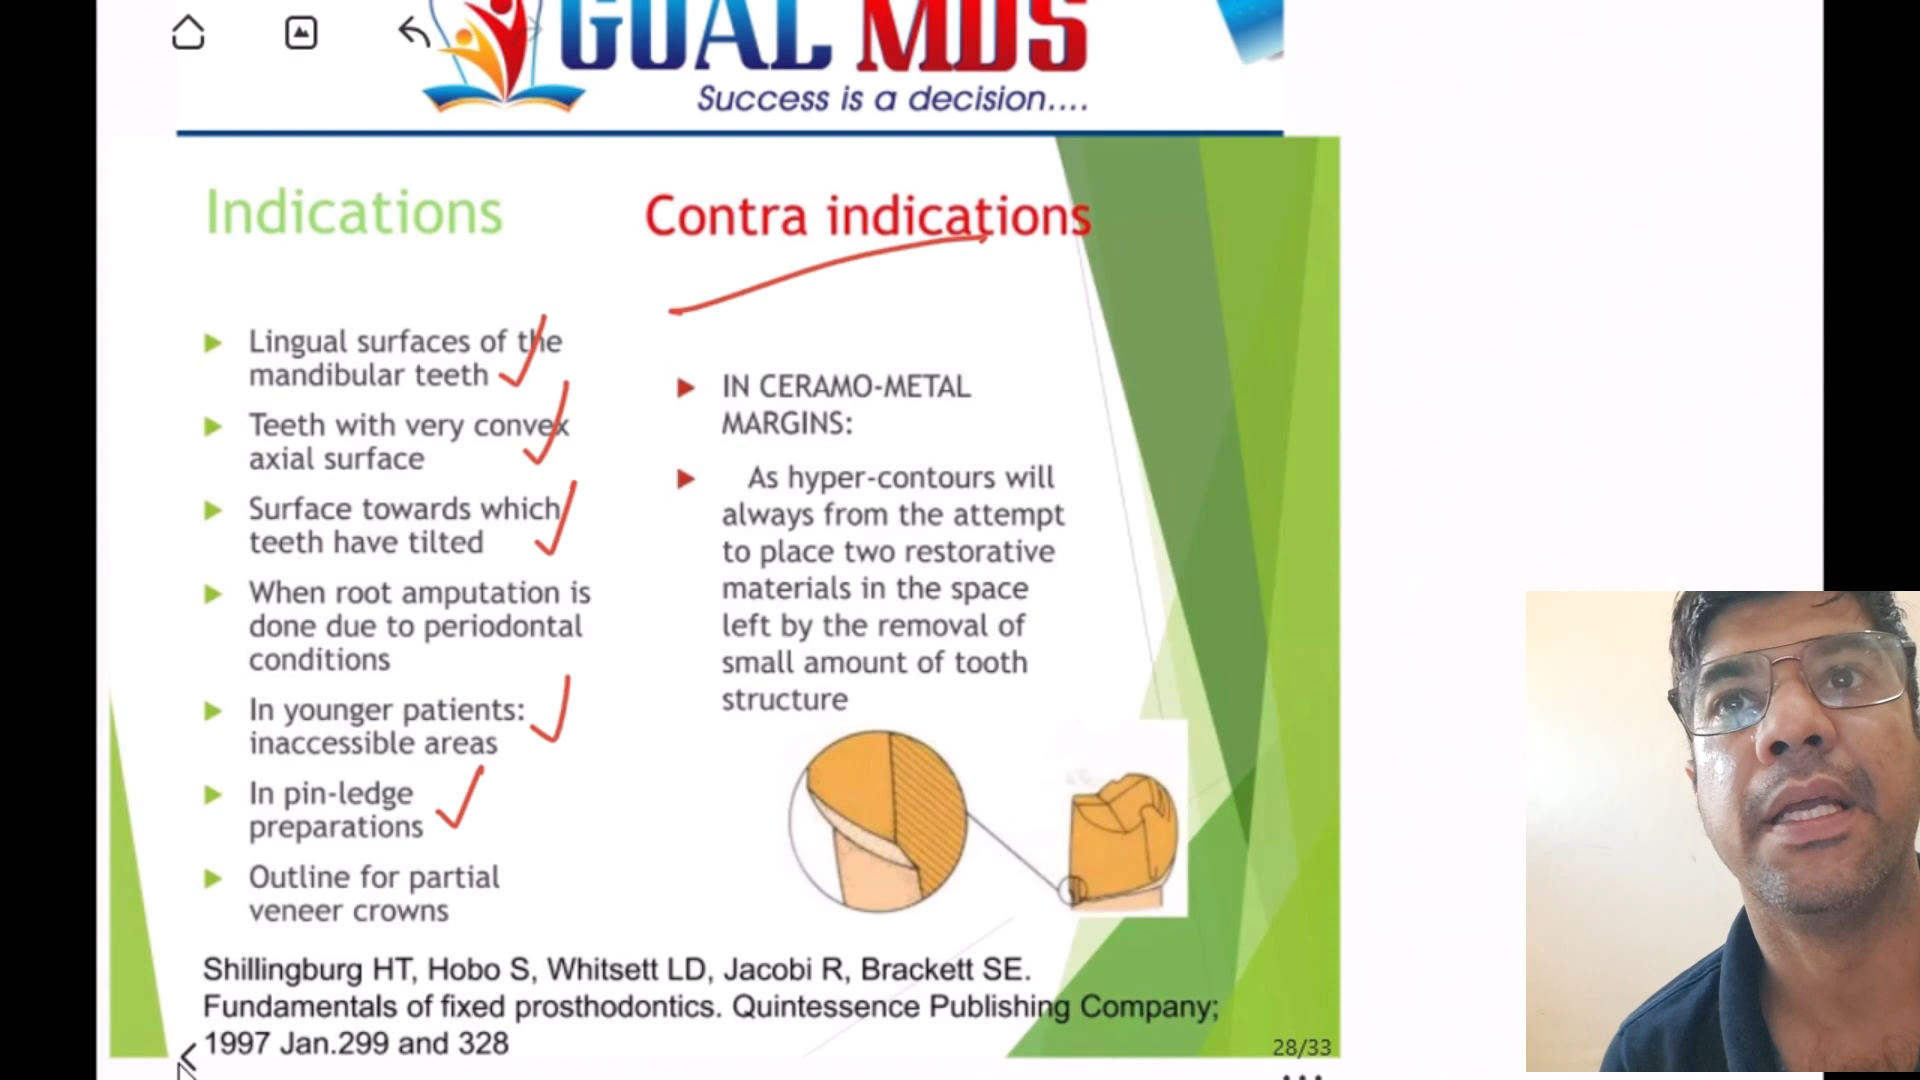 GOAL MDS
Success is a decision....
Indications
Contra indications
Lingual surfaces of the
mandibular teeth
Teeth with very convex
axial surface
Surface towards which
teeth have tilted
When root amputation is
done due to periodontal
conditions
In younger patients:
inaccessible areas
In pin-ledge
preparations
Outline for partial
veneer crowns
IN CERAMO-METAL
MARGINS:
As hyper-contours will
always from the attempt
to place two restorative
materials in the space
left by the removal of
small amount of tooth
structure
Shillingburg HT, Hobo S, Whitsett LD, Jacobi R, Brackett SE.
Fundamentals of fixed prosthodontics. Quintessence Publishing Company;
1997 Jan.299 and 328
28/33